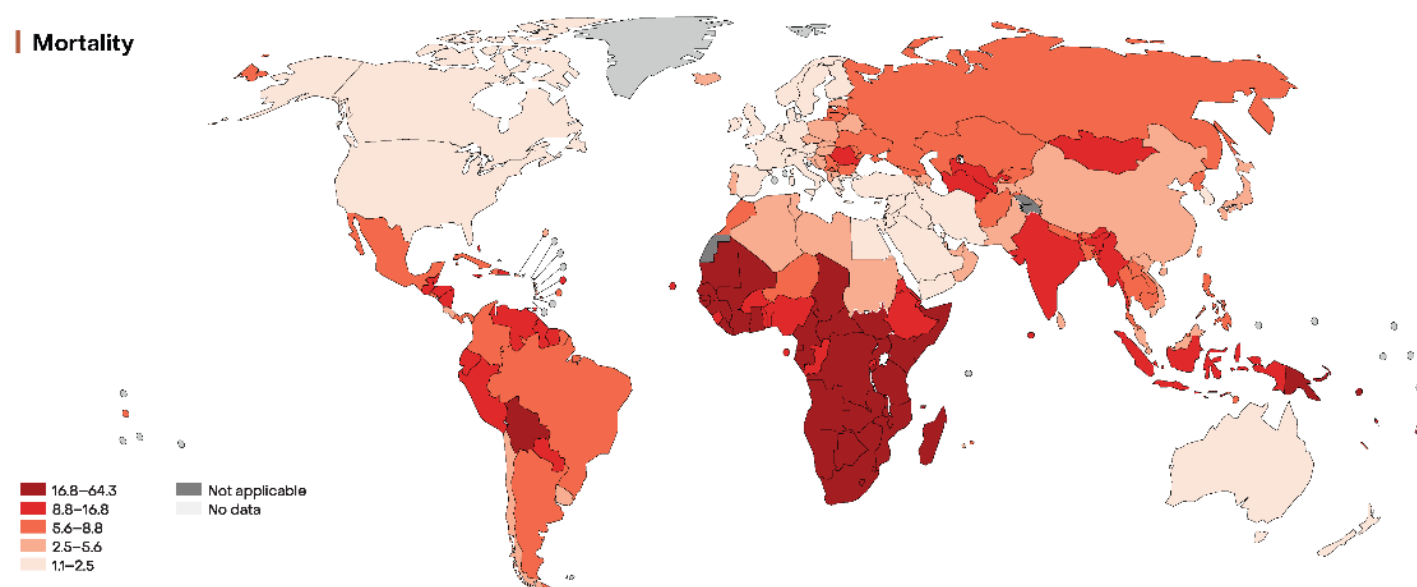 Mortality
16.8–64.3
8.8–16.8
5.6–8.8
2.5–5.6
1.1–2.5
Not applicable
No data